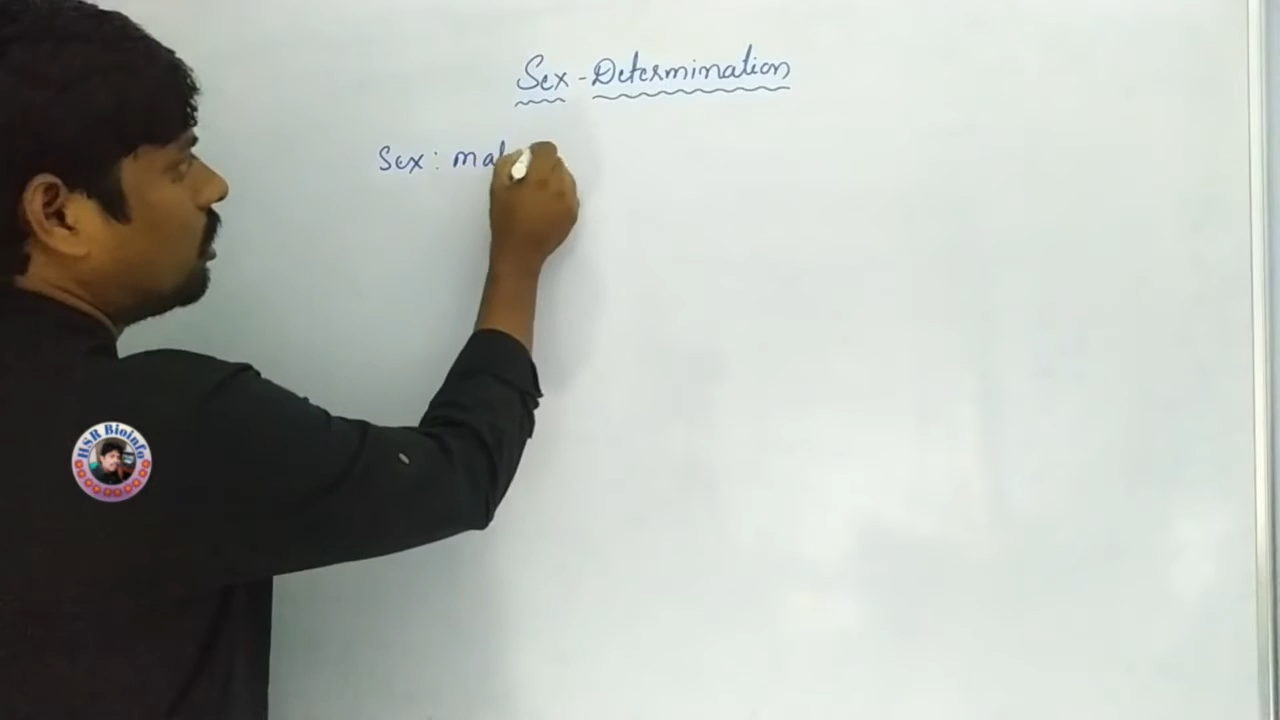 Sex - Determination
Sex : mal
HSR Bioinfo